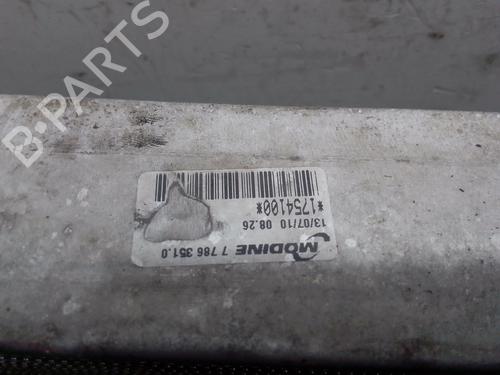 B-PARTS
MODINE 7 786 351.0
13/07/10 08.26
*1754100*